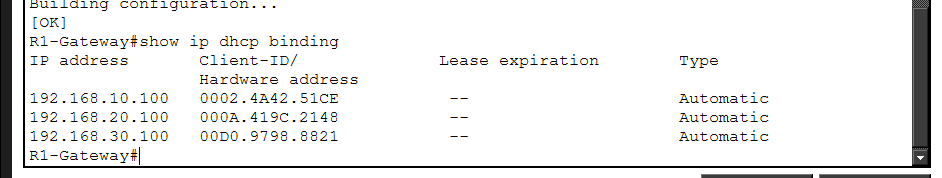 Building configuration...
[OK]
R1-Gateway#show ip dhcp binding
IP address       Client-ID/              Lease expiration        Type
                 Hardware address
192.168.10.100   0002.4A42.51CE           --                     Automatic
192.168.20.100   000A.419C.2148           --                     Automatic
192.168.30.100   00D0.9798.8821           --                     Automatic
R1-Gateway#